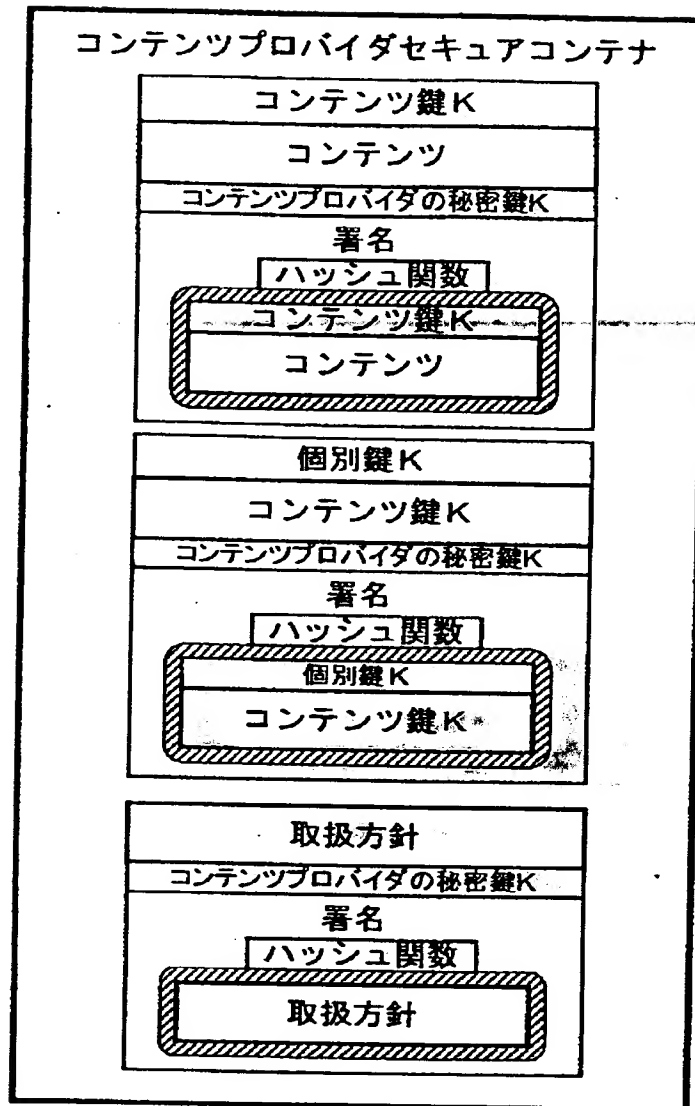 コンテンツプロバイダセキュアコンテナ
コンテンツ鍵K
コンテンツ
コンテンツプロバイダの秘密鍵K
署名
ハッシュ関数
コンテンツ鍵K
コンテンツ
個別鍵K
コンテンツ鍵K
コンテンツプロバイダの秘密鍵K
署名
ハッシュ関数
個別鍵K
コンテンツ鍵K
取扱方針
コンテンツプロバイダの秘密鍵K
署名
ハッシュ関数
取扱方針